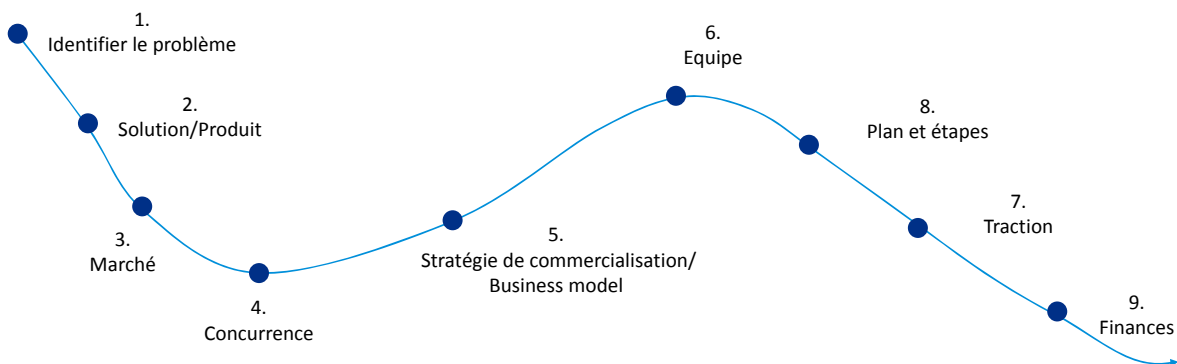 1.
Identifier le problème
2.
Solution/Produit
3.
Marché
4.
Concurrence
5.
Stratégie de commercialisation/
Business model
6.
Equipe
8.
Plan et étapes
7.
Traction
9.
Finances